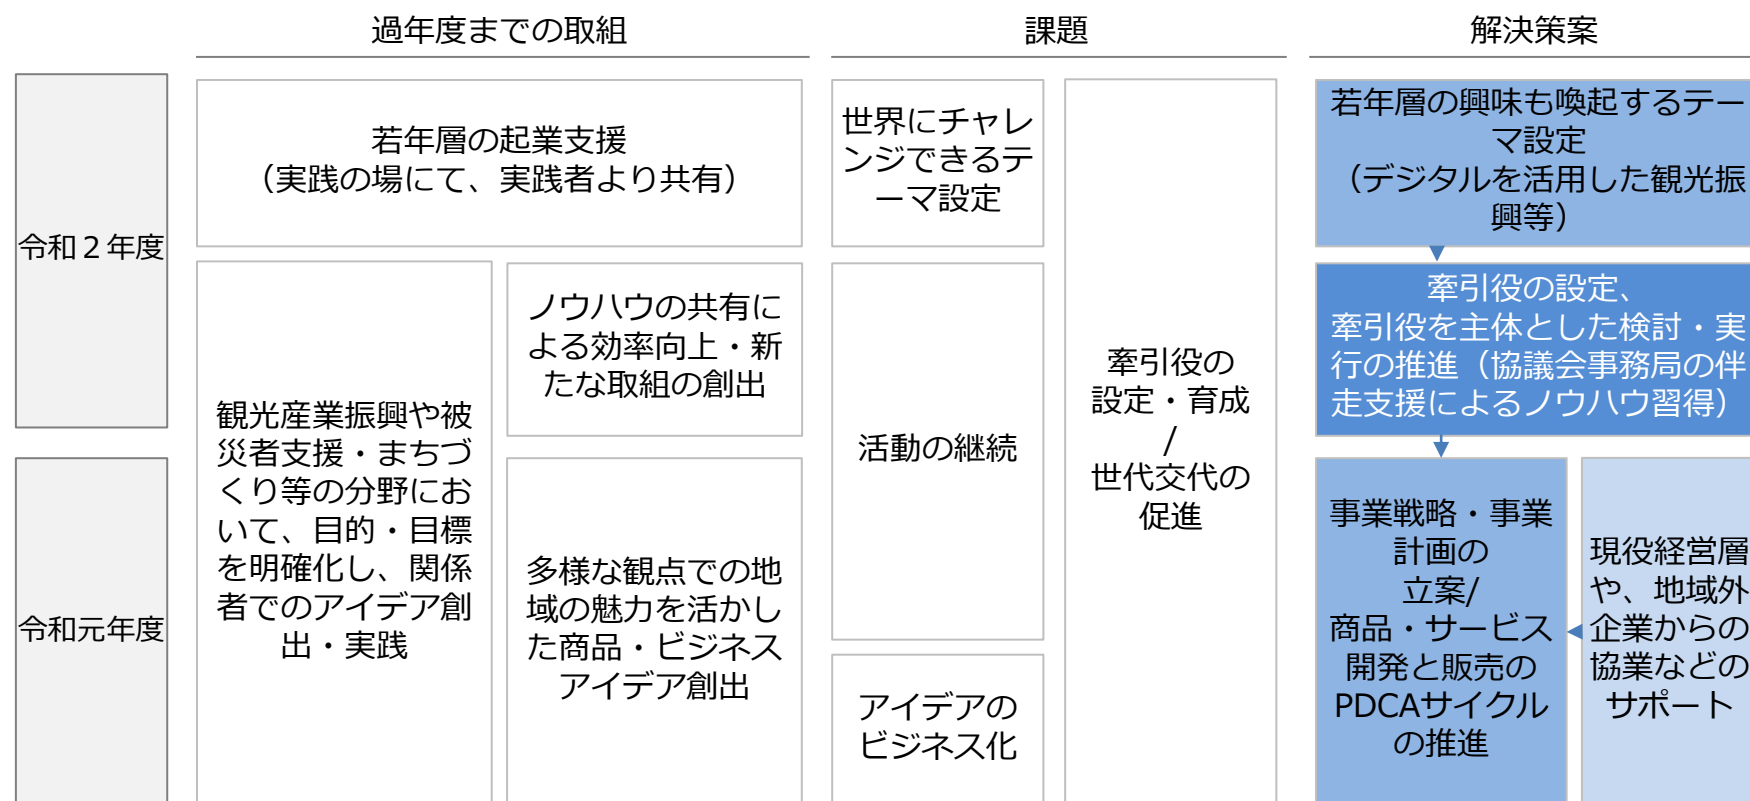 過年度までの取組
課題
解決策案
令和２年度
若年層の起業支援
（実践の場にて、実践者より共有）
世界にチャレ
ンジできるテ
ーマ設定
牽引役の
設定・育成
/
世代交代の
促進
若年層の興味も喚起するテー
マ設定
（デジタルを活用した観光振
興等）
観光産業振興や被
災者支援・まちづ
くり等の分野にお
いて、目的・目標
を明確化し、関係
者でのアイデア創
出・実践
ノウハウの共有に
よる効率向上・新
たな取組の創出
活動の継続
牽引役の設定、
牽引役を主体とした検討・実
行の推進（協議会事務局の伴
走支援によるノウハウ習得）
令和元年度
多様な観点での地
域の魅力を活かし
た商品・ビジネス
アイデア創出
アイデアの
ビジネス化
事業戦略・事業
計画の
立案/
商品・サービス
開発と販売の
PDCAサイクル
の推進
現役経営層
や、地域外
企業からの
協業などの
サポート